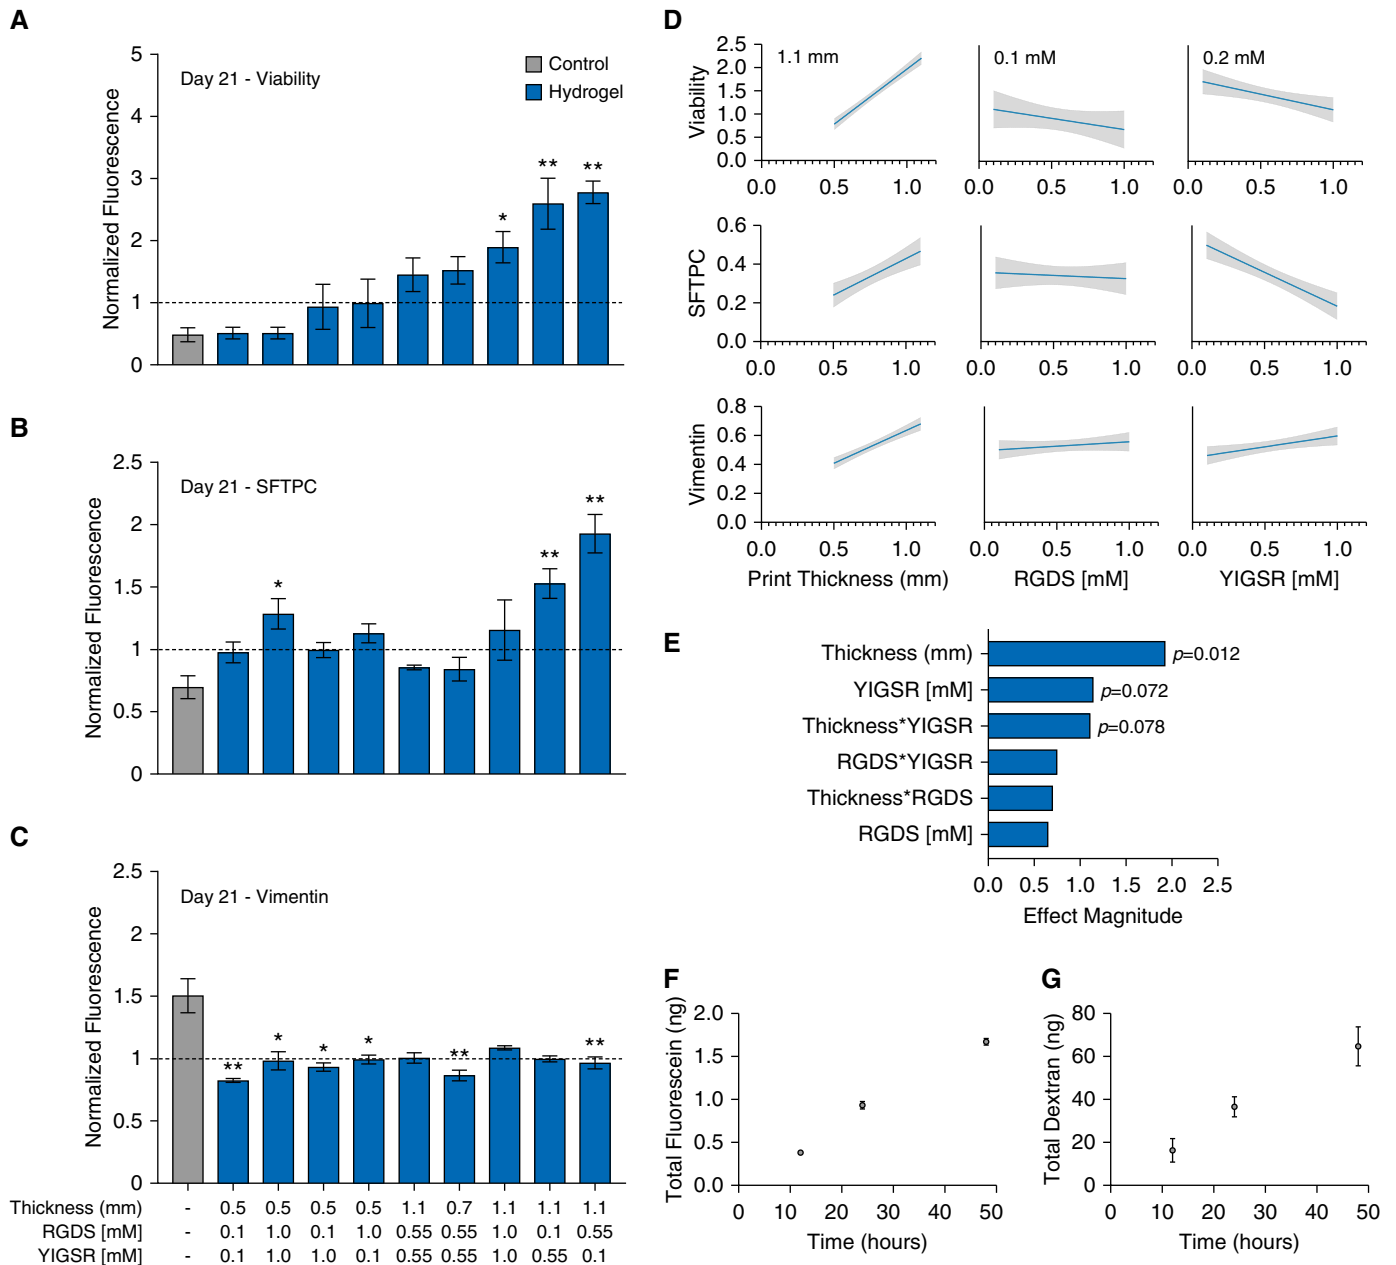 A
Normalized Fluorescence
5
4
3
2
1
0
Day 21 - Viability
Control
Hydrogel
*
**
**
B
Normalized Fluorescence
2.5
2
1.5
1
0.5
0
Day 21 - SFTPC
*
**
**
C
Normalized Fluorescence
2.5
2
1.5
1
0.5
0
Day 21 - Vimentin
**
*
*
*
**
**
Thickness (mm) - 0.5 0.5 0.5 0.5 1.1 0.7 1.1 1.1 1.1
RGDS [mM] - 0.1 1.0 0.1 1.0 0.55 0.55 1.0 0.1 0.55
YIGSR [mM] - 0.1 1.0 1.0 0.1 0.55 0.55 1.0 0.55 0.1
D
Viability
2.5
2.0
1.5
1.0
0.5
0.0
1.1 mm
0.1 mM
0.2 mM
0.0 0.5 1.0 0.0 0.5 1.0 0.0 0.5 1.0
SFTPC
0.6
0.4
0.2
0.0
0.0 0.5 1.0 0.0 0.5 1.0 0.0 0.5 1.0
Vimentin
0.8
0.6
0.4
0.2
0.0
0.0 0.5 1.0 0.0 0.5 1.0 0.0 0.5 1.0
Print Thickness (mm)
RGDS [mM]
YIGSR [mM]
E
Thickness (mm) p=0.012
YIGSR [mM] p=0.072
Thickness*YIGSR p=0.078
RGDS*YIGSR
Thickness*RGDS
RGDS [mM]
0.0 0.5 1.0 1.5 2.0 2.5
Effect Magnitude
F
Total Fluorescein (ng)
2.0
1.5
1.0
0.5
0.0
0 10 20 30 40 50
Time (hours)
G
Total Dextran (ng)
80
60
40
20
0
0 10 20 30 40 50
Time (hours)